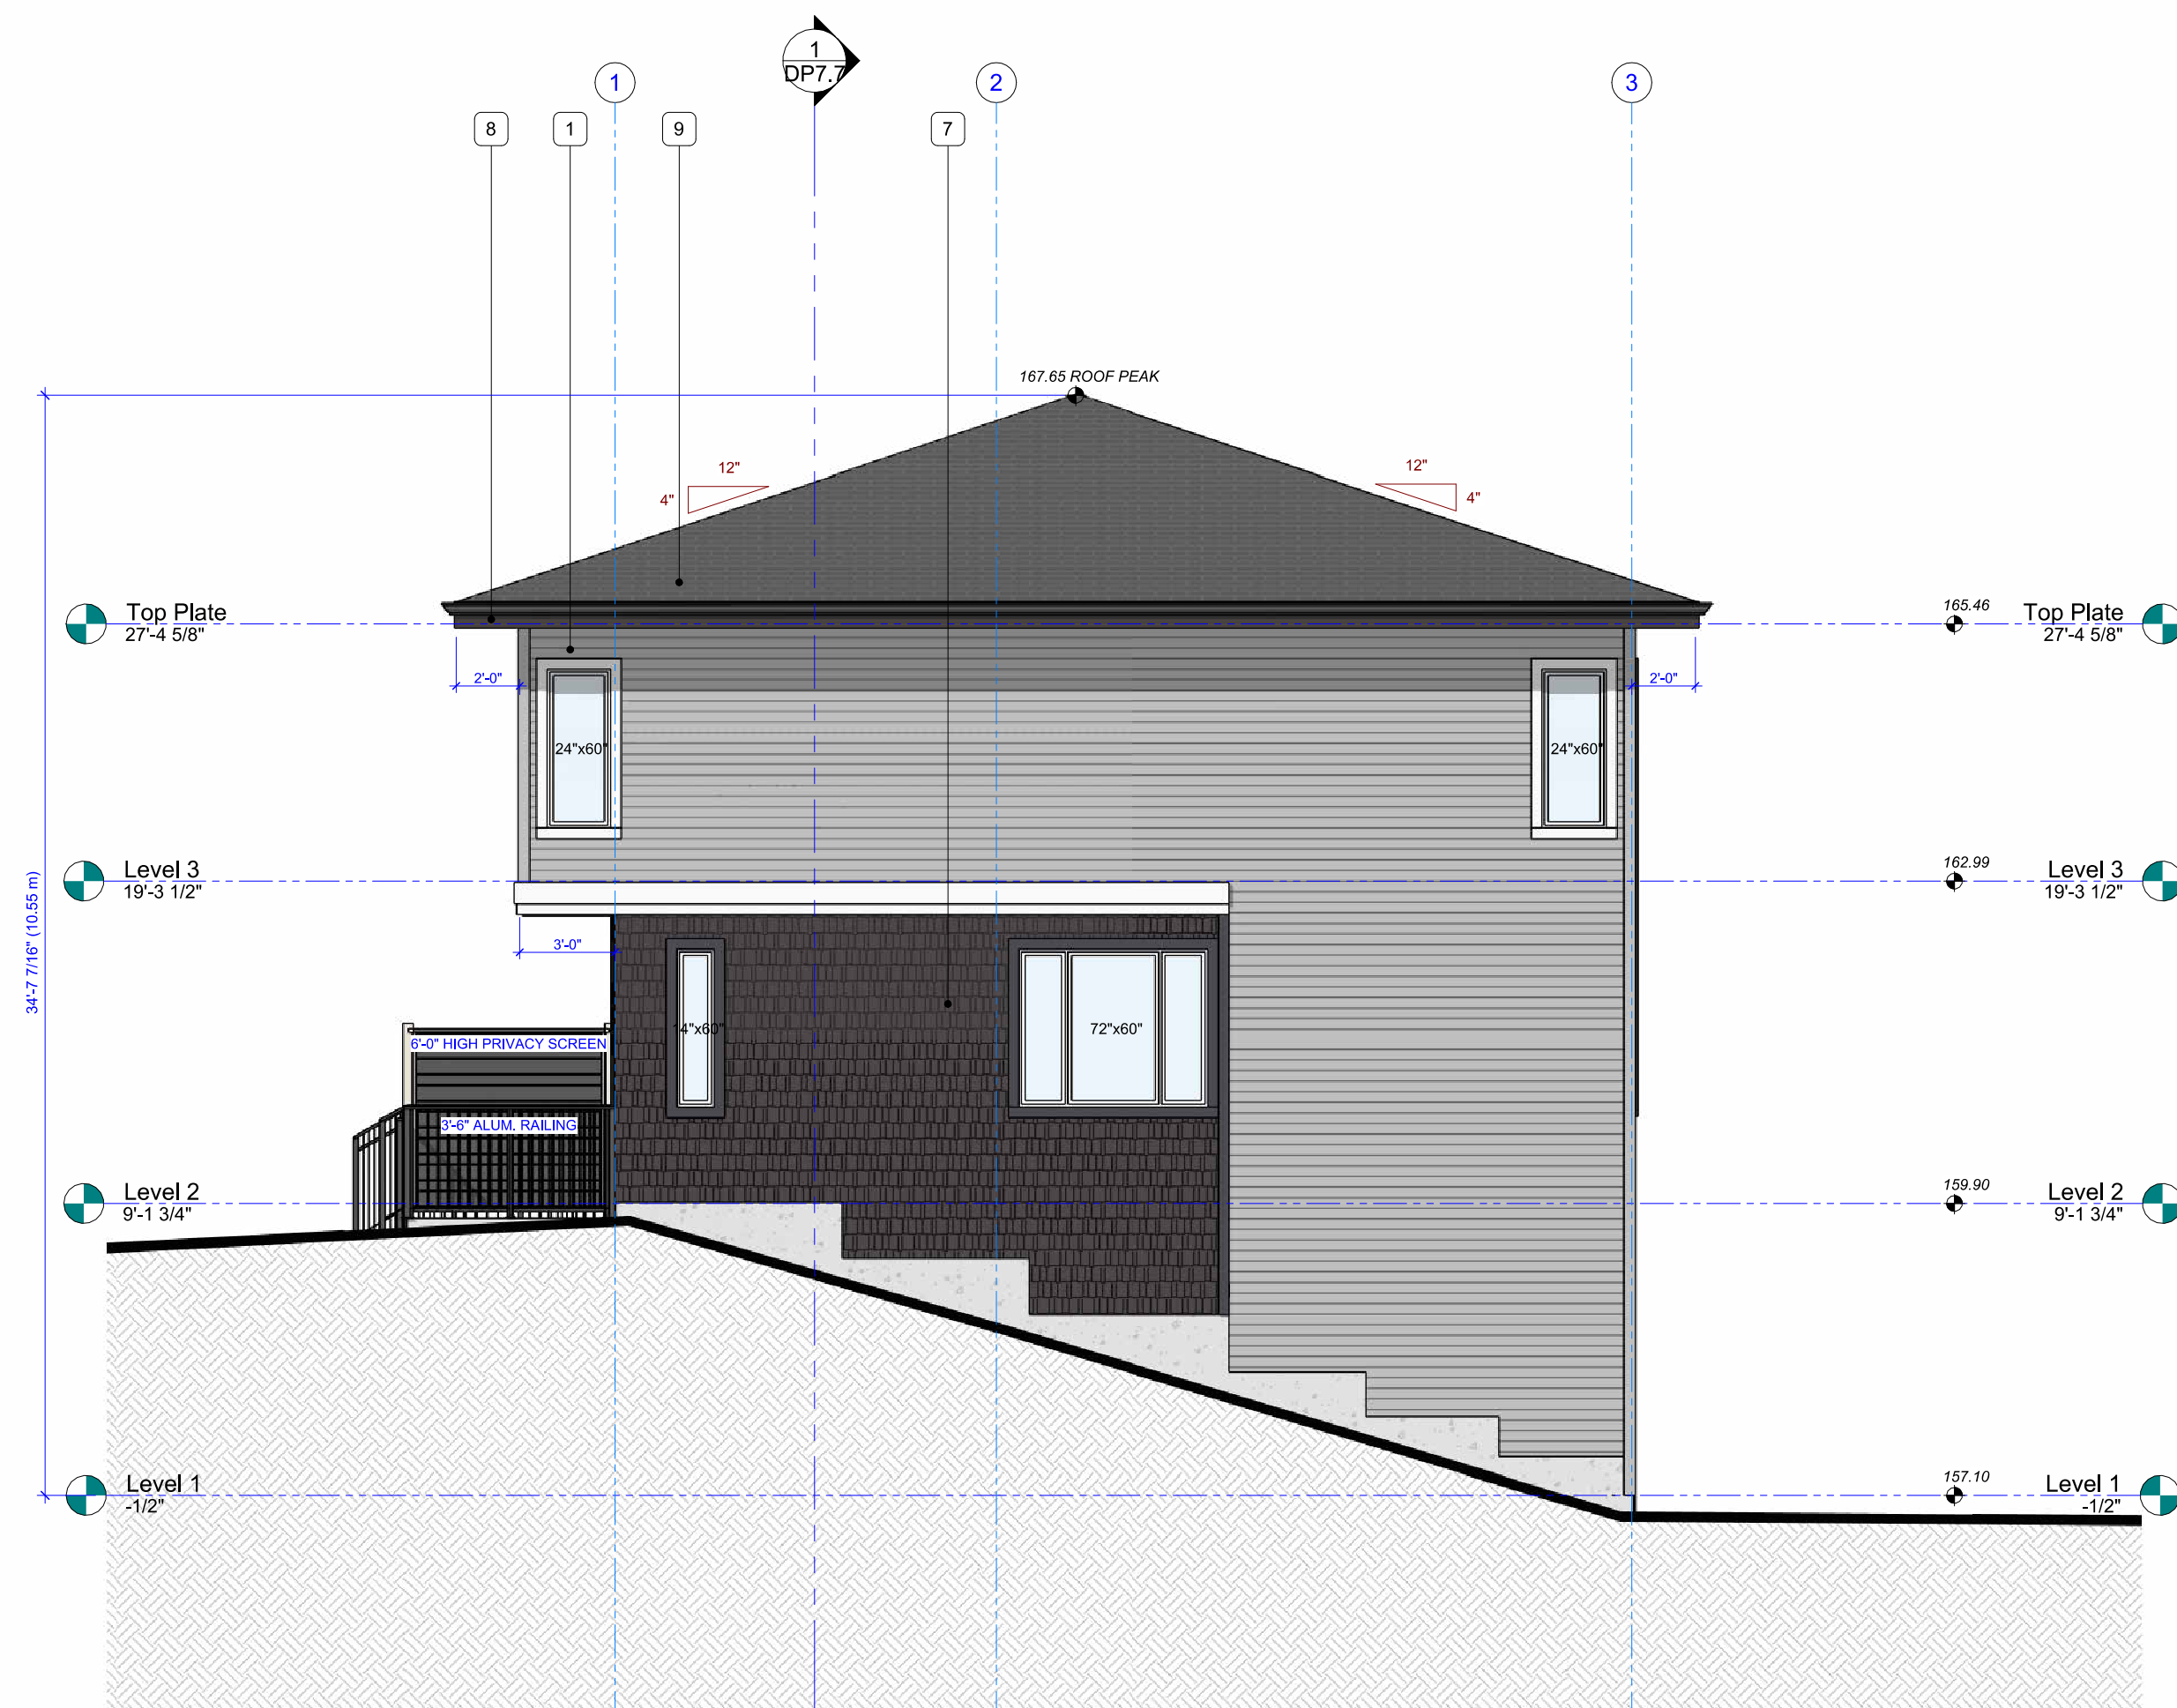 1
DP7.7
1
2
3
8
1
9
7
167.65 ROOF PEAK
12"
4"
12"
4"
Top Plate
27'-4 5/8"
165.46
Top Plate
27'-4 5/8"
2'-0"
2'-0"
24"x60"
24"x60"
Level 3
19'-3 1/2"
162.99
Level 3
19'-3 1/2"
34'-7 7/16" (10.55 m)
3'-0"
14"x60"
72"x60"
6'-0" HIGH PRIVACY SCREEN
3'-6" ALUM. RAILING
Level 2
9'-1 3/4"
159.90
Level 2
9'-1 3/4"
Level 1
-1/2"
157.10
Level 1
-1/2"